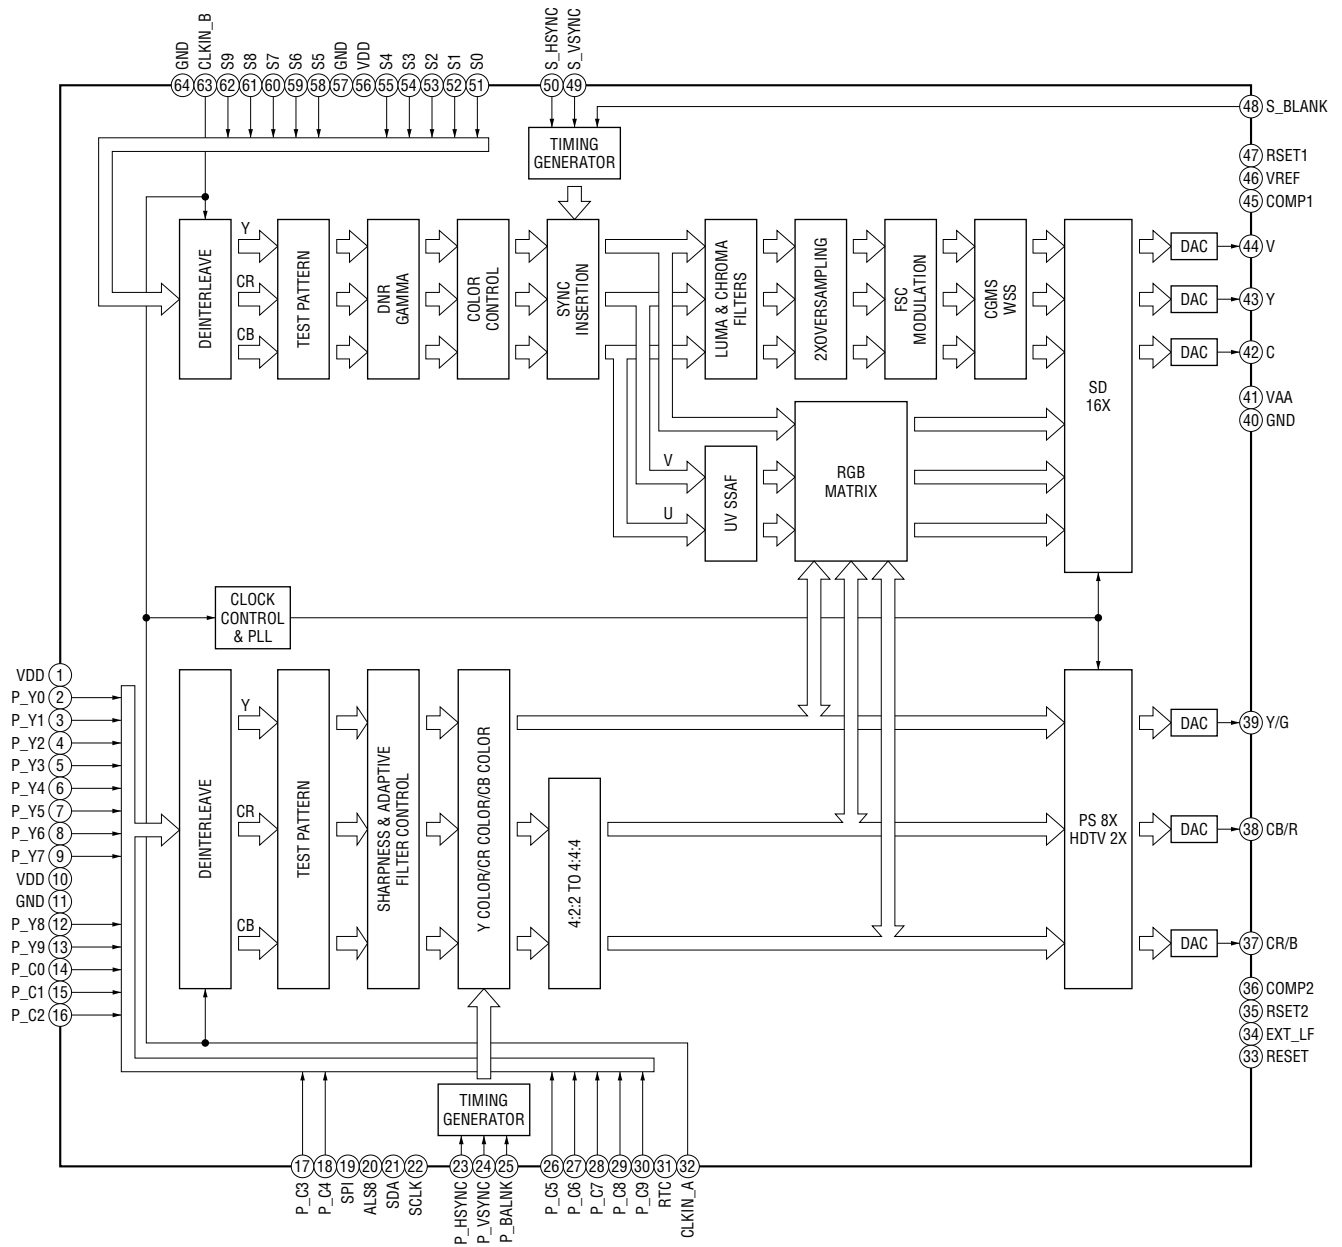 64 GND
63 CLKIN_B
62 S9
61 S8
60 S7
59 S6
58 S5
57 GND
56 VDD
55 S4
54 S3
53 S2
52 S1
51 S0
50 S_HSYNC
49 S_VSYNC
48 S_BLANK
47 RSET1
46 VREF
45 COMP1
TIMING
GENERATOR
DEINTERLEAVE
Y
CR
CB
TEST PATTERN
DNR
GAMMA
COLOR
CONTROL
SYNC
INSERTION
LUMA & CHROMA
FILTERS
2XOVERSAMPLING
FSC
MODULATION
CGMS
WSS
SD
16X
DAC
44 V
DAC
43 Y
DAC
42 C
41 VAA
40 GND
V
U
UV SSAF
RGB
MATRIX
CLOCK
CONTROL
& PLL
VDD 1
P_Y0 2
P_Y1 3
P_Y2 4
P_Y3 5
P_Y4 6
P_Y5 7
P_Y6 8
P_Y7 9
VDD 10
GND 11
P_Y8 12
P_Y9 13
P_C0 14
P_C1 15
P_C2 16
DEINTERLEAVE
Y
CR
CB
TEST PATTERN
SHARPNESS & ADAPTIVE
FILTER CONTROL
Y COLOR/CR COLOR/CB COLOR
4:2:2 TO 4:4:4
PS 8X
HDTV 2X
DAC
39 Y/G
DAC
38 CB/R
DAC
37 CR/B
36 COMP2
35 RSET2
34 EXT_LF
33 RESET
TIMING
GENERATOR
17 P_C3
18 P_C4
19 SPI
20 ALS8
21 SDA
22 SCLK
23 P_HSYNC
24 P_VSYNC
25 P_BALNK
26 P_C5
27 P_C6
28 P_C7
29 P_C8
30 P_C9
31 RTC
32 CLKIN_A